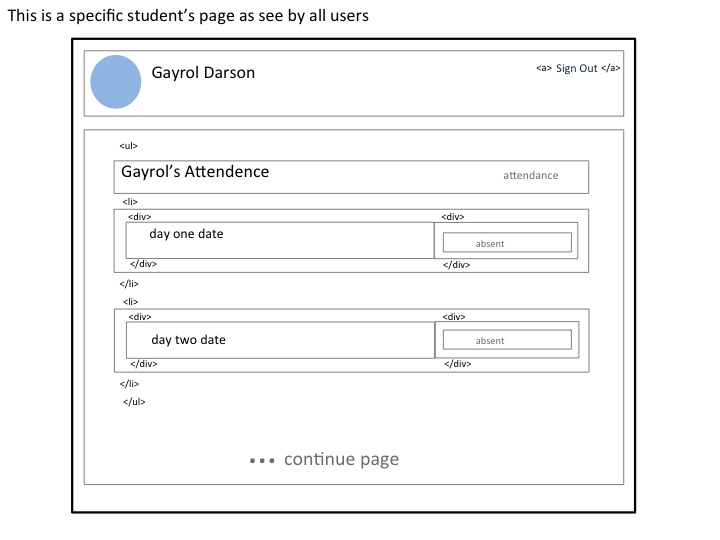 This is a specific student's page as see by all users
Gayrol Darson
<a> Sign Out </a>
<ul>
Gayrol's Attendence
attendance
<li>
<div>
<div>
day one date
absent
</div>
</div>
</li>
<li>
<div>
<div>
day two date
absent
</div>
</div>
</li>
</ul>
••• continue page